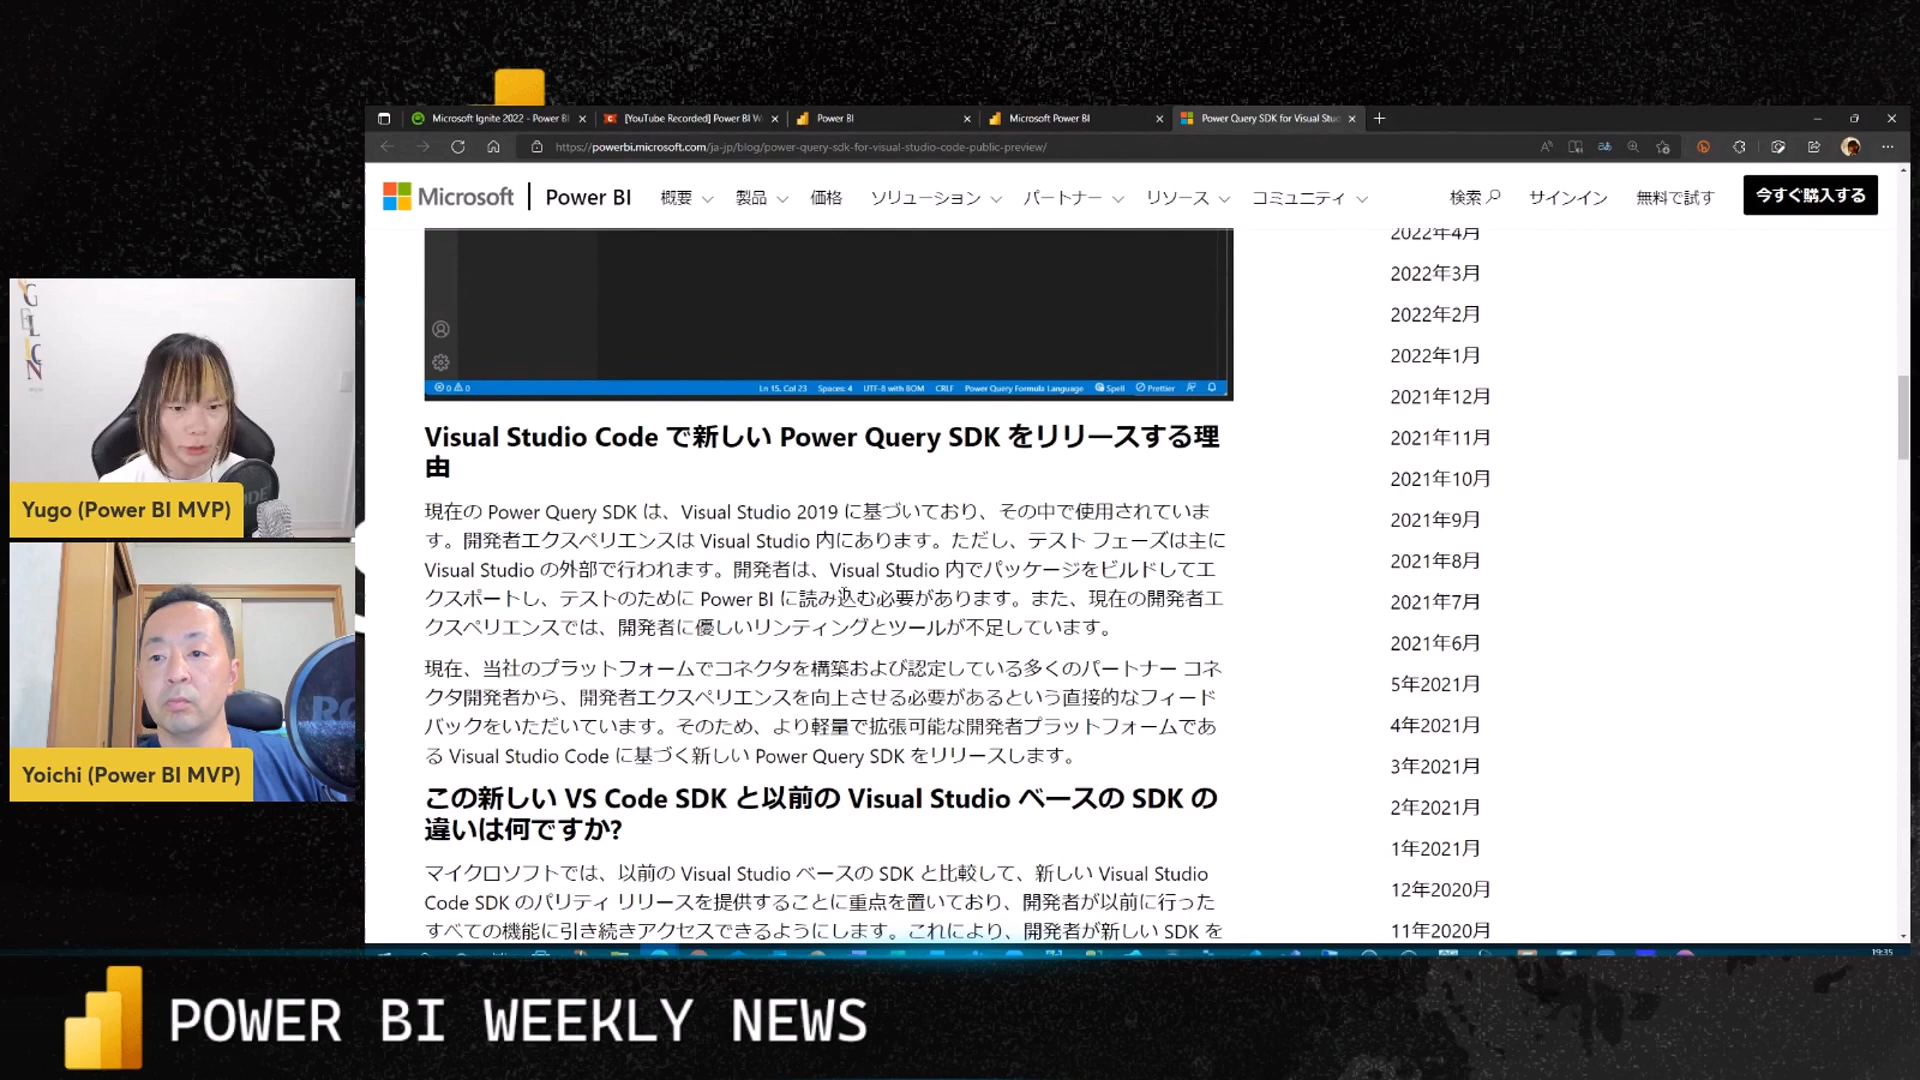 Microsoft Ignite 2022 - Power BI
[YouTube Recorded] Power BI W
Power BI
Microsoft Power BI
Power Query SDK for Visual Stu
https://powerbi.microsoft.com/ja-jp/blog/power-query-sdk-for-visual-studio-code-public-preview/
Microsoft
Power BI
概要
製品
価格
ソリューション
パートナー
リソース
コミュニティ
検索
サインイン
無料で試す
今すぐ購入する
0 0
Ln 15, Col 23 Spaces: 4 UTF-8 with BOM CRLF Power Query Formula Language Spell Prettier
Visual Studio Code で新しい Power Query SDK をリリースする理
由
現在の Power Query SDK は、Visual Studio 2019 に基づいており、その中で使用されていま
す。開発者エクスペリエンスは Visual Studio 内にあります。ただし、テスト フェーズは主に
Visual Studio の外部で行われます。開発者は、Visual Studio 内でパッケージをビルドしてエ
クスポートし、テストのために Power BI に読み込む必要があります。また、現在の開発者エ
クスペリエンスでは、開発者に優しいリンティングとツールが不足しています。
現在、当社のプラットフォームでコネクタを構築および認定している多くのパートナー コネ
クタ開発者から、開発者エクスペリエンスを向上させる必要があるという直接的なフィード
バックをいただいています。そのため、より軽量で拡張可能な開発者プラットフォームであ
る Visual Studio Code に基づく新しい Power Query SDK をリリースします。
この新しい VS Code SDK と以前の Visual Studio ベースの SDK の
違いは何ですか?
マイクロソフトでは、以前の Visual Studio ベースの SDK と比較して、新しい Visual Studio
Code SDK のパリティ リリースを提供することに重点を置いており、開発者が以前に行った
すべての機能に引き続きアクセスできるようにします。これにより、開発者が新しい SDK を
2022年4月
2022年3月
2022年2月
2022年1月
2021年12月
2021年11月
2021年10月
2021年9月
2021年8月
2021年7月
2021年6月
5年2021月
4年2021月
3年2021月
2年2021月
1年2021月
12年2020月
11年2020月
19:35
Yugo (Power BI MVP)
Yoichi (Power BI MVP)
POWER BI WEEKLY NEWS